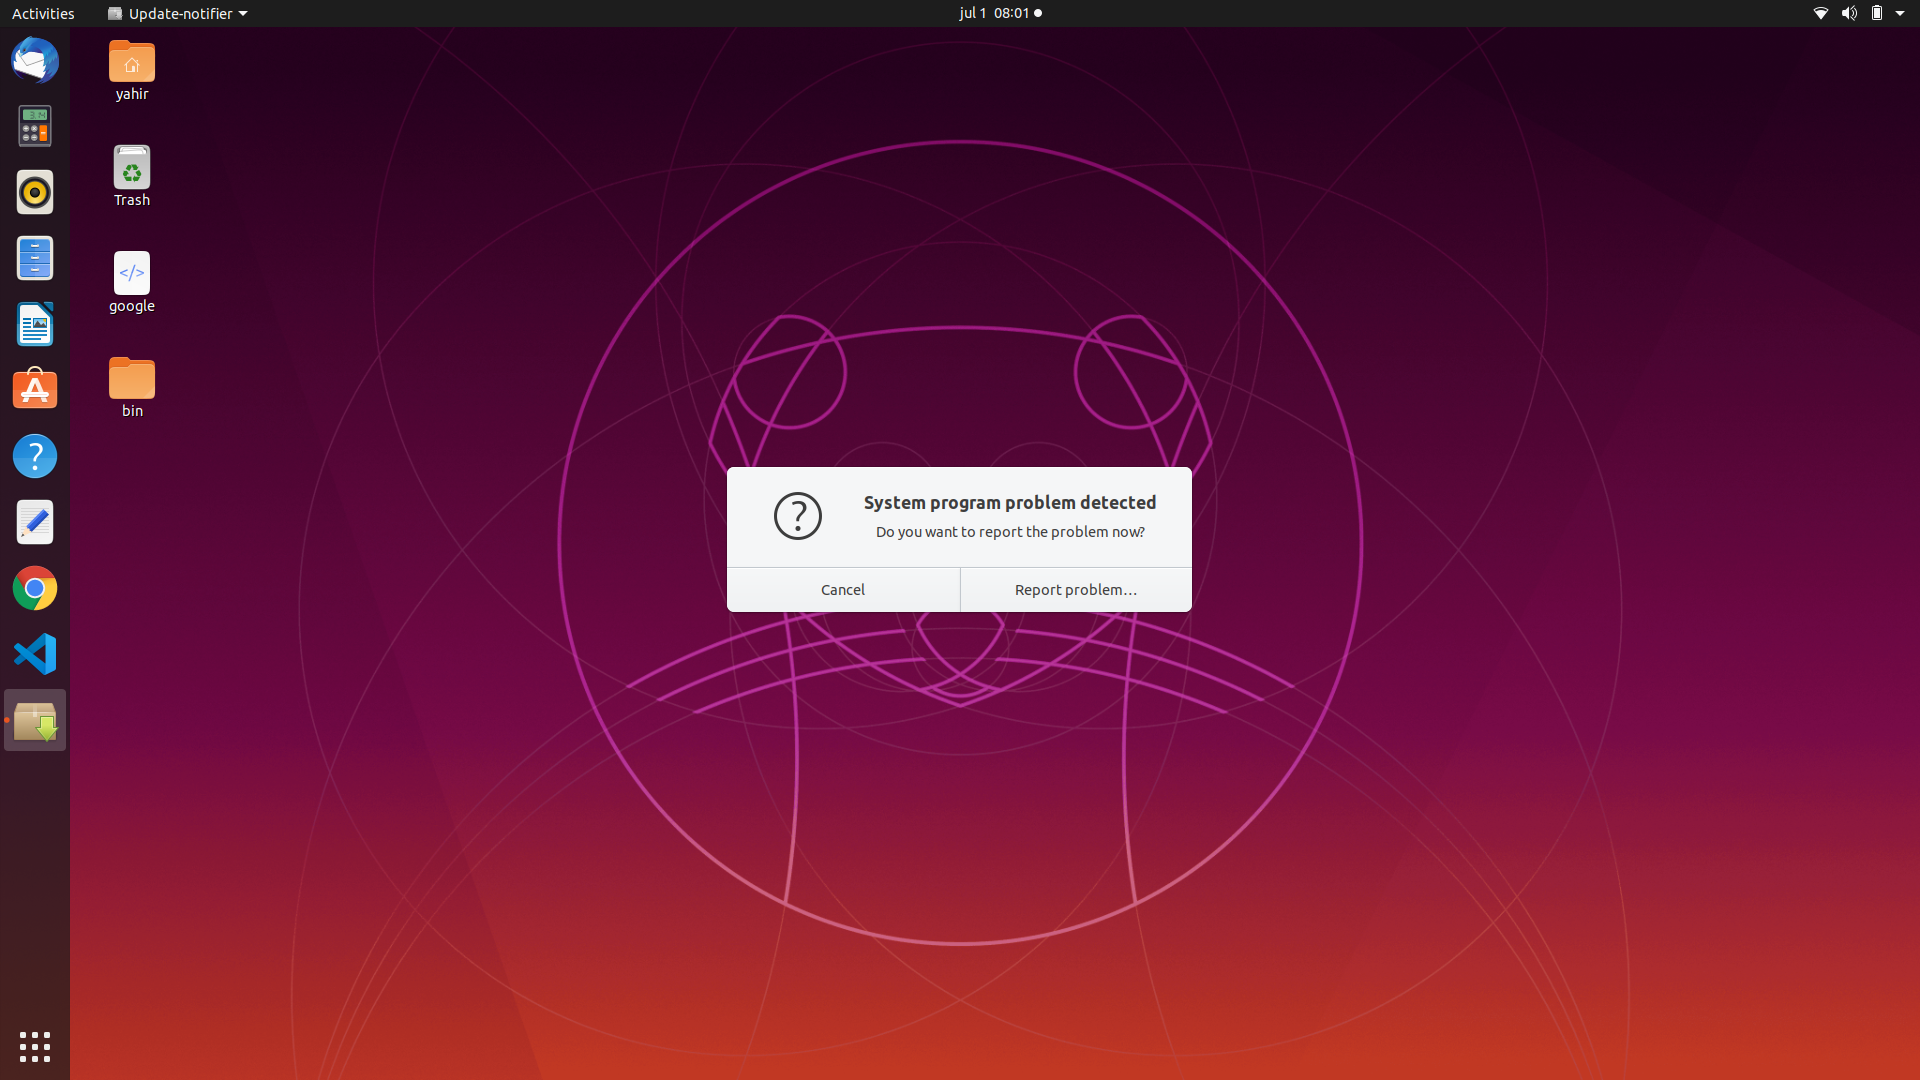 Activities
Update-notifier
jul 1 08:01
yahir
Trash
google
bin
System program problem detected
Do you want to report the problem now?
Cancel
Report problem…